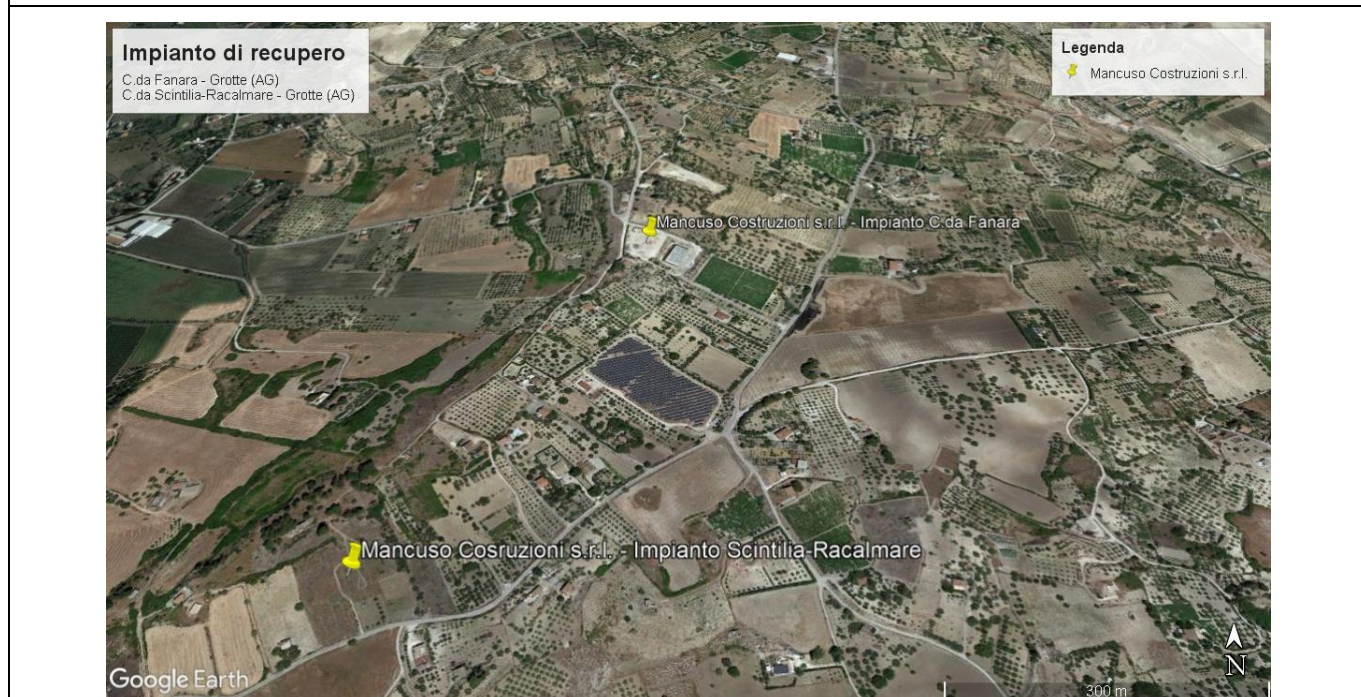 Impianto di recupero
C.da Fanara - Grotte (AG)
C.da Scintilia-Racalmare - Grotte (AG)
Legenda
Mancuso Costruzioni s.r.l.
Mancuso Costruzioni s.r.l. - Impianto C.da Fanara
Mancuso Cosruzioni s.r.l. - Impianto Scintilia-Racalmare
Google Earth
N
300 m